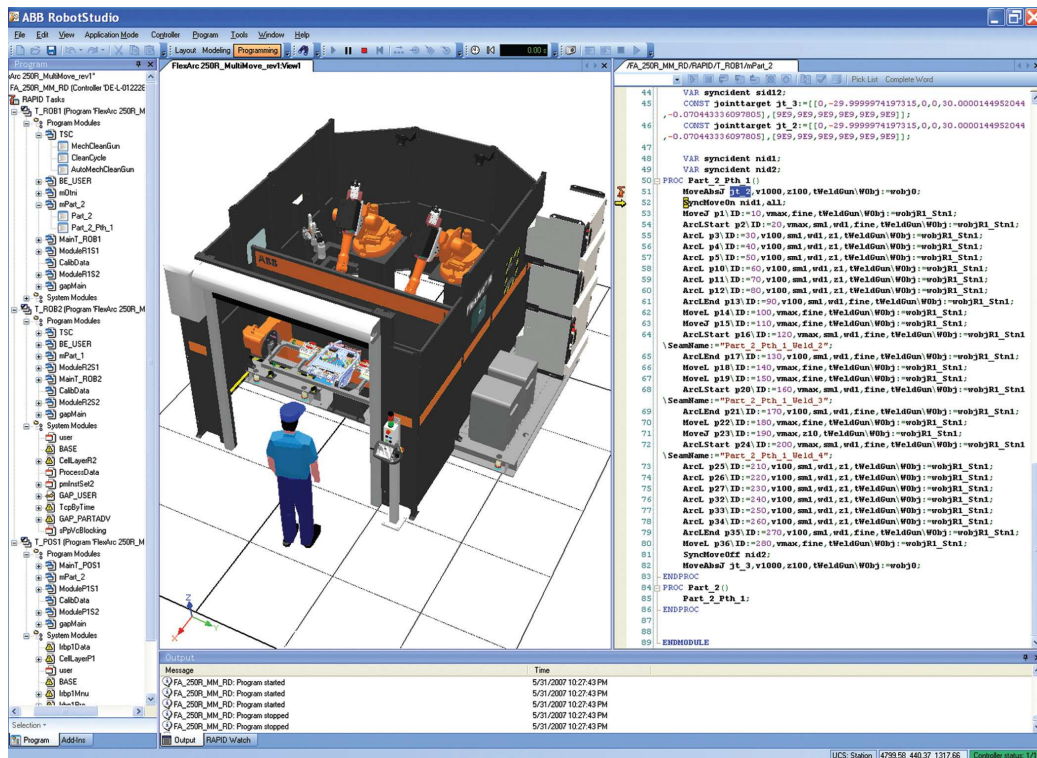 ABB RobotStudio
File Edit View Application Mode Controller Program Tools Window Help
Layout Modeling Programming 0.00 s
Program
FlexArc 250R_MultiMove_rev1:View1
/FA_250R_MM_RD/RAPID/T_ROB1/mPart_2
Pick List Complete Word
Arc 250R_MultiMove_rev1*
FA_250R_MM_RD (Controller 'DE-L-012228
RAPID Tasks
T_ROB1 (Program 'FlexArc 250R_M
Program Modules
TSC
MechCleanGun
CleanCycle
AutoMechCleanGun
BE_USER
mDtni
mPart_2
Part_2
Part_2_Pth_1
MainT_ROB1
ModuleR1S1
CalibData
ModuleR1S2
gapMain
System Modules
T_ROB2 (Program 'FlexArc 250R_M
Program Modules
TSC
BE_USER
mPart_1
ModuleR2S1
MainT_ROB2
CalibData
ModuleR2S2
gapMain
System Modules
user
BASE
CellLayerR2
ProcessData
pmInstSet2
GAP_USER
TcpByTime
GAP_PARTADV
sPpVcBlocking
T_POS1 (Program 'FlexArc 250R_M
Program Modules
MainT_POS1
mPart_2
ModuleP1S1
CalibData
ModuleP1S2
gapMain
System Modules
Irbp1Data
CellLayerP1
user
BASE
Irbp1Mnu
Selection
Program Add-Ins
ABB
44 VAR syncident sid12;
45 CONST jointtarget jt_3:=[[0,-29.9999974197315,0,0,30.0000144952044
,-0.070443336097805],[9E9,9E9,9E9,9E9,9E9,9E9]];
46 CONST jointtarget jt_2:=[[0,-29.9999974197315,0,0,30.0000144952044
,-0.070443336097805],[9E9,9E9,9E9,9E9,9E9,9E9]];
47
48 VAR syncident nid1;
49 VAR syncident nid2;
50 PROC Part_2_Pth_1()
51 MoveAbsJ jt_2,v1000,z100,tWeldGun\WObj:=wobj0;
52 SyncMoveOn nid1,all;
53 MoveJ p1\ID:=10,vmax,fine,tWeldGun\WObj:=wobjR1_Stn1;
54 ArcLStart p2\ID:=20,vmax,sm1,wd1,fine,tWeldGun\WObj:=wobjR1_Stn1;
55 ArcL p3\ID:=30,v100,sm1,wd1,z1,tWeldGun\WObj:=wobjR1_Stn1;
56 ArcL p4\ID:=40,v100,sm1,wd1,z1,tWeldGun\WObj:=wobjR1_Stn1;
57 ArcL p5\ID:=50,v100,sm1,wd1,z1,tWeldGun\WObj:=wobjR1_Stn1;
58 ArcL p10\ID:=60,v100,sm1,wd1,z1,tWeldGun\WObj:=wobjR1_Stn1;
59 ArcL p11\ID:=70,v100,sm1,wd1,z1,tWeldGun\WObj:=wobjR1_Stn1;
60 ArcL p12\ID:=80,v100,sm1,wd1,z1,tWeldGun\WObj:=wobjR1_Stn1;
61 ArcLEnd p13\ID:=90,v100,sm1,wd1,fine,tWeldGun\WObj:=wobjR1_Stn1;
62 MoveL p14\ID:=100,vmax,fine,tWeldGun\WObj:=wobjR1_Stn1;
63 MoveJ p15\ID:=110,vmax,fine,tWeldGun\WObj:=wobjR1_Stn1;
64 ArcLStart p16\ID:=120,vmax,sm1,wd1,fine,tWeldGun\WObj:=wobjR1_Stn1
\SeamName:="Part_2_Pth_1_Weld_2";
65 ArcLEnd p17\ID:=130,v100,sm1,wd1,fine,tWeldGun\WObj:=wobjR1_Stn1;
66 MoveL p18\ID:=140,vmax,fine,tWeldGun\WObj:=wobjR1_Stn1;
67 MoveL p19\ID:=150,vmax,fine,tWeldGun\WObj:=wobjR1_Stn1;
68 ArcLStart p20\ID:=160,vmax,sm1,wd1,fine,tWeldGun\WObj:=wobjR1_Stn1
\SeamName:="Part_2_Pth_1_Weld_3";
69 ArcLEnd p21\ID:=170,v100,sm1,wd1,fine,tWeldGun\WObj:=wobjR1_Stn1;
70 MoveL p22\ID:=180,vmax,fine,tWeldGun\WObj:=wobjR1_Stn1;
71 MoveJ p23\ID:=190,vmax,z10,tWeldGun\WObj:=wobjR1_Stn1;
72 ArcLStart p24\ID:=200,vmax,sm1,wd1,fine,tWeldGun\WObj:=wobjR1_Stn1
\SeamName:="Part_2_Pth_1_Weld_4";
73 ArcL p25\ID:=210,v100,sm1,wd1,z1,tWeldGun\WObj:=wobjR1_Stn1;
74 ArcL p26\ID:=220,v100,sm1,wd1,z1,tWeldGun\WObj:=wobjR1_Stn1;
75 ArcL p27\ID:=230,v100,sm1,wd1,z1,tWeldGun\WObj:=wobjR1_Stn1;
76 ArcL p32\ID:=240,v100,sm1,wd1,z1,tWeldGun\WObj:=wobjR1_Stn1;
77 ArcL p33\ID:=250,v100,sm1,wd1,z1,tWeldGun\WObj:=wobjR1_Stn1;
78 ArcL p34\ID:=260,v100,sm1,wd1,z1,tWeldGun\WObj:=wobjR1_Stn1;
79 ArcLEnd p35\ID:=270,v100,sm1,wd1,fine,tWeldGun\WObj:=wobjR1_Stn1;
80 MoveL p36\ID:=280,vmax,fine,tWeldGun\WObj:=wobjR1_Stn1;
81 SyncMoveOff nid2;
82 MoveAbsJ jt_3,v1000,z100,tWeldGun\WObj:=wobj0;
83 ENDPROC
84 PROC Part_2()
85 Part_2_Pth_1;
86 ENDPROC
87
88
89 ENDMODULE
Z
Y
X
Output
Message Time
FA_250R_MM_RD: Program started 5/31/2007 10:27:43 PM
FA_250R_MM_RD: Program started 5/31/2007 10:27:43 PM
FA_250R_MM_RD: Program started 5/31/2007 10:27:43 PM
FA_250R_MM_RD: Program stopped 5/31/2007 10:27:43 PM
FA_250R_MM_RD: Program stopped 5/31/2007 10:27:43 PM
Output RAPID Watch
UCS: Station 4799.58 440.37 1317.66 Controller status: 1/1